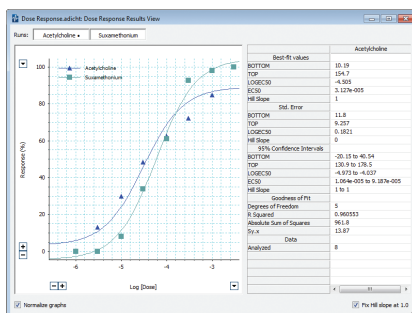 Dose Response.adicht: Dose Response Results View
Runs: Acetylcholine • Suxamethonium
Acetylcholine
Suxamethonium
Response (%)
100
80
60
40
20
0
-6 -5 -4 -3
Log [Dose]
Normalize graphs
Acetylcholine
Best-fit values
BOTTOM 10.19
TOP 154.7
LOGEC50 -4.505
EC50 3.127e-005
Hill Slope 1
Std. Error
BOTTOM 11.8
TOP 9.257
LOGEC50 0.1821
Hill Slope 0
95% Confidence Intervals
BOTTOM -20.15 to 40.54
TOP 130.9 to 178.5
LOGEC50 -4.973 to -4.037
EC50 1.064e-005 to 9.187e-005
Hill Slope 1 to 1
Goodness of Fit
Degrees of Freedom 5
R Squared 0.960553
Absolute Sum of Squares 961.8
Sy.x 13.87
Data
Analyzed 8
Fix Hill slope at 1.0